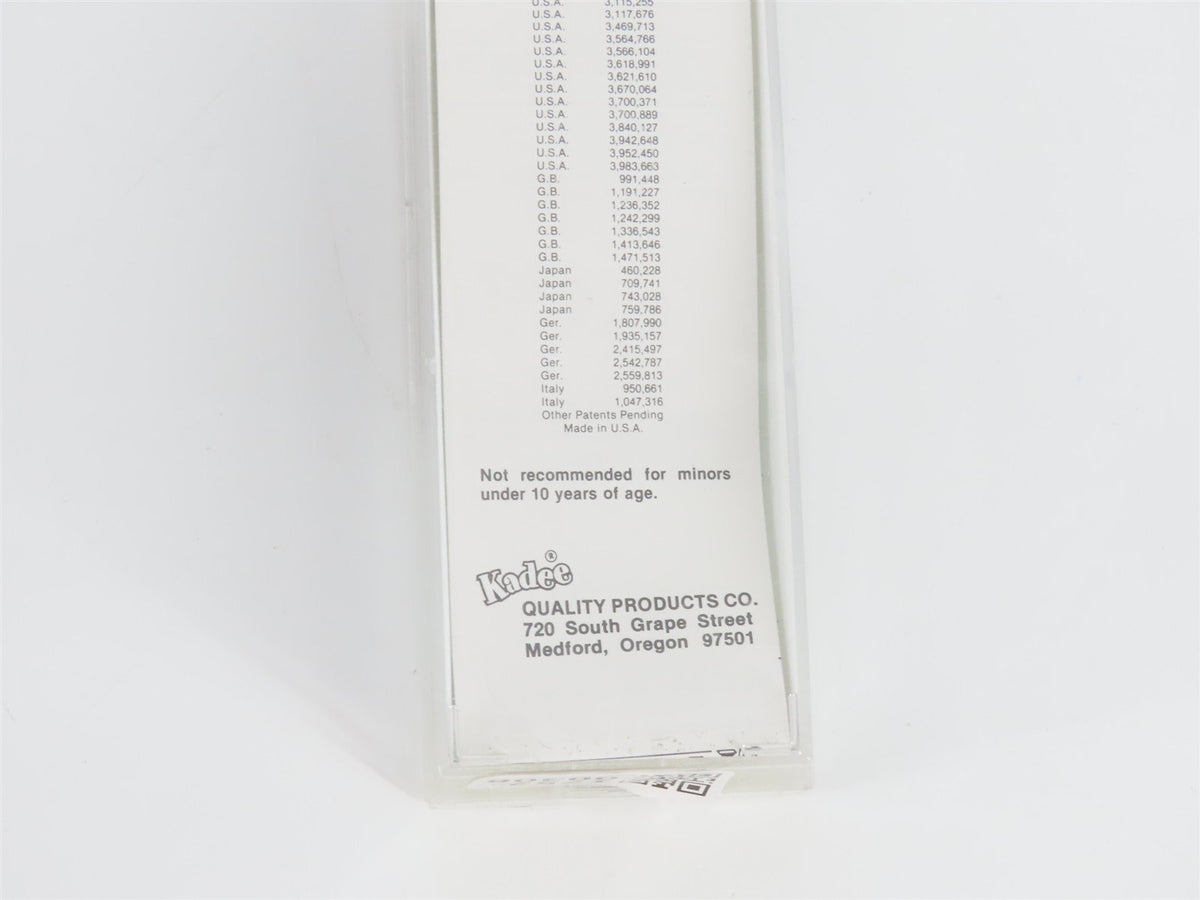 U.S.A. 3,115,255
U.S.A. 3,117,676
U.S.A. 3,469,713
U.S.A. 3,564,766
U.S.A. 3,566,104
U.S.A. 3,618,991
U.S.A. 3,621,610
U.S.A. 3,670,064
U.S.A. 3,700,371
U.S.A. 3,700,889
U.S.A. 3,840,127
U.S.A. 3,942,648
U.S.A. 3,952,450
U.S.A. 3,983,663
G.B. 991,448
G.B. 1,191,227
G.B. 1,236,352
G.B. 1,242,299
G.B. 1,336,543
G.B. 1,413,646
G.B. 1,471,513
Japan 460,228
Japan 709,741
Japan 743,028
Japan 759,786
Ger. 1,807,990
Ger. 1,935,157
Ger. 2,415,497
Ger. 2,542,787
Ger. 2,559,813
Italy 950,661
Italy 1,047,316
Other Patents Pending
Made in U.S.A.
Not recommended for minors
under 10 years of age.
Kadee®
QUALITY PRODUCTS CO.
720 South Grape Street
Medford, Oregon 97501